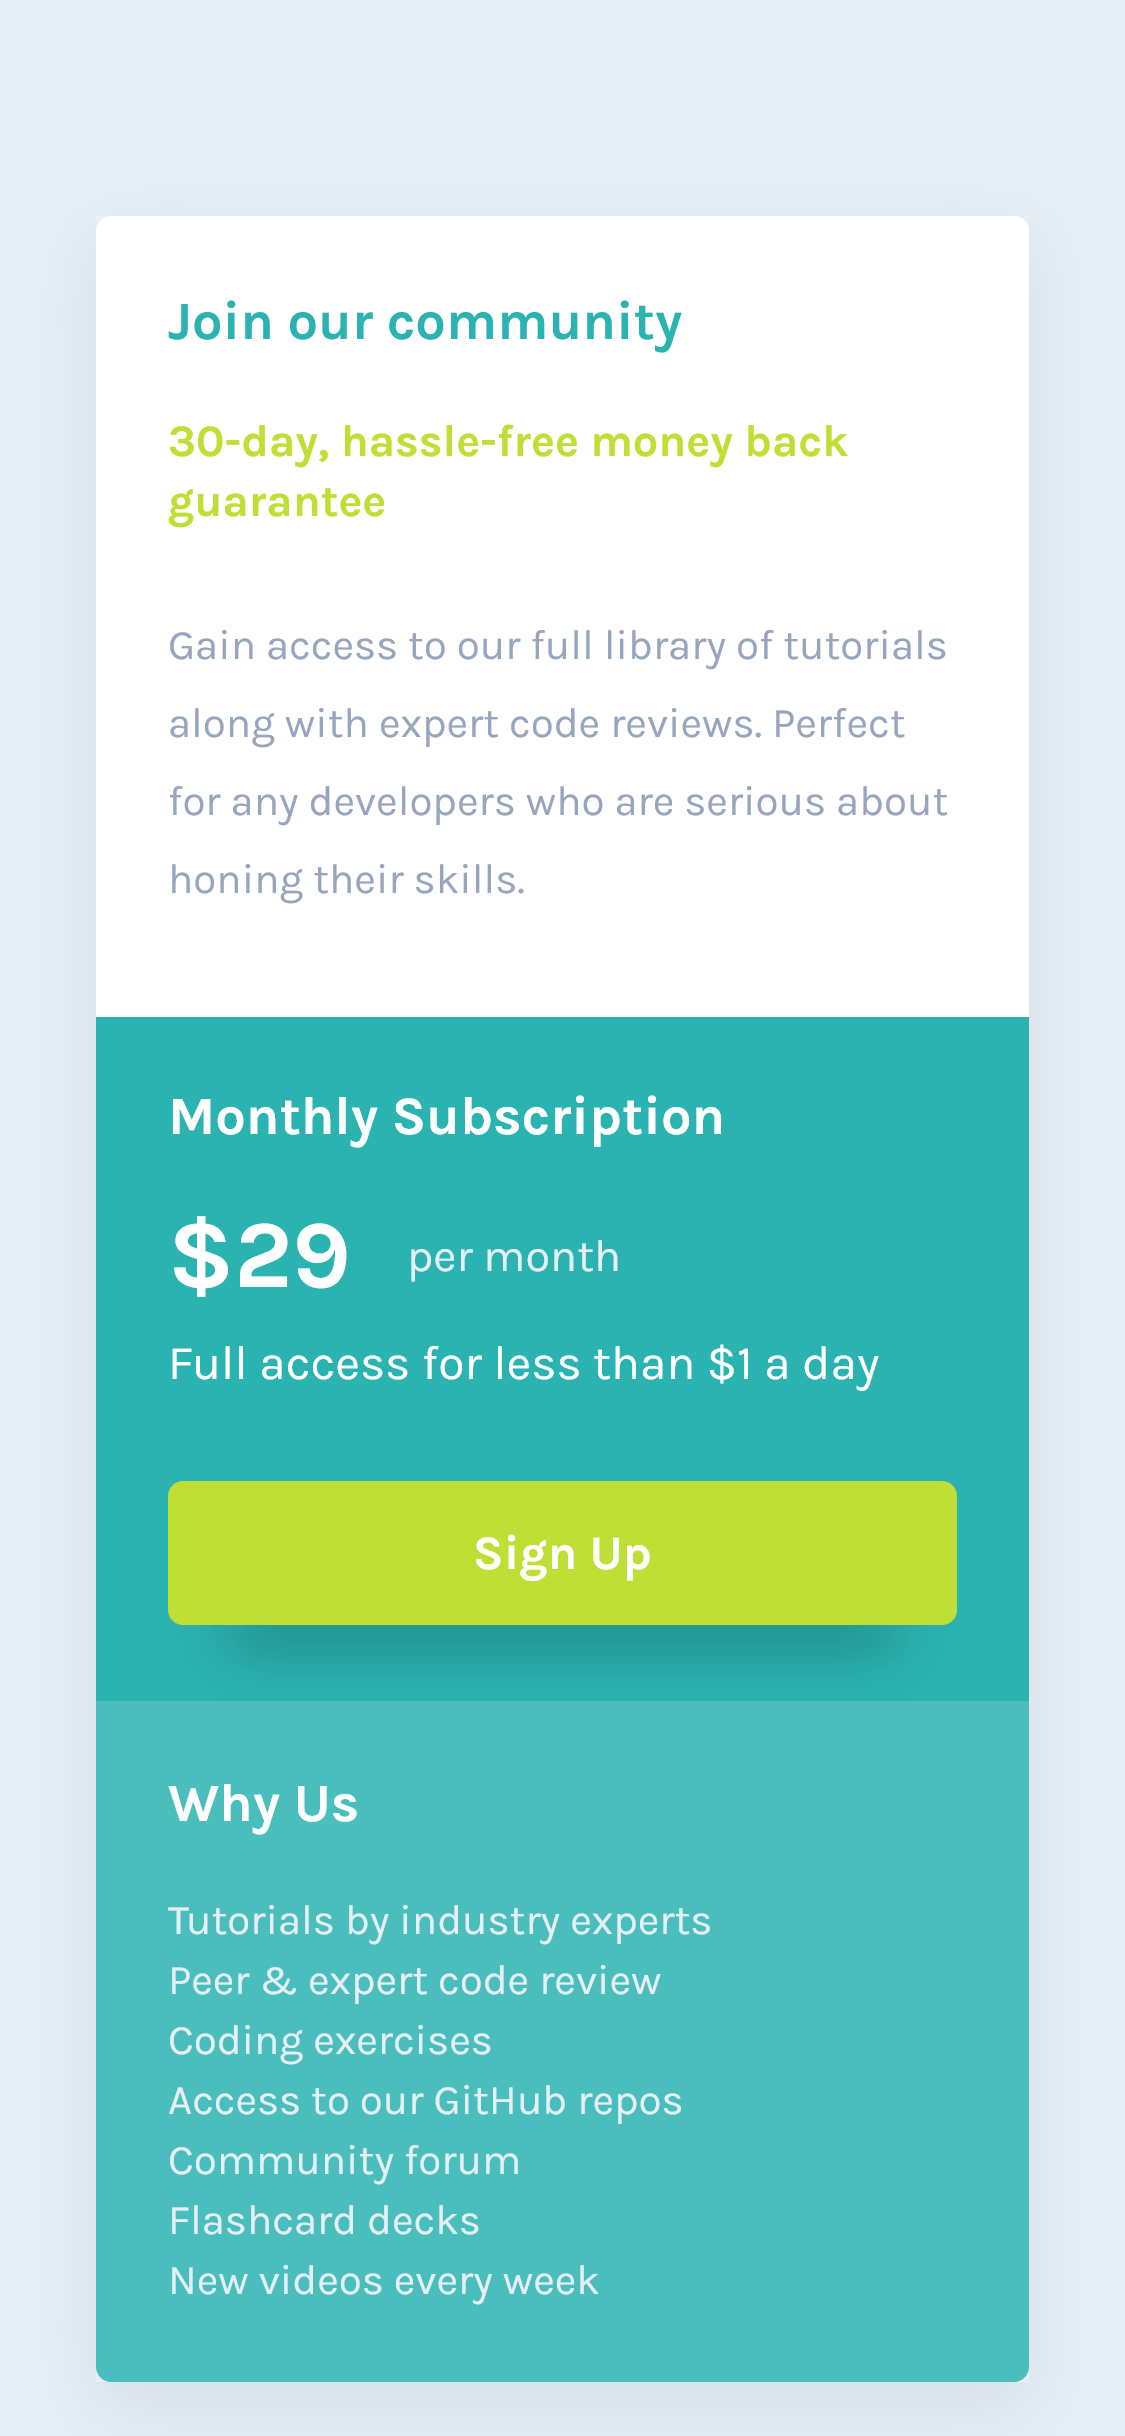 Join our community
30-day, hassle-free money back
guarantee
Gain access to our full library of tutorials
along with expert code reviews. Perfect
for any developers who are serious about
honing their skills.
Monthly Subscription
$29 per month
Full access for less than $1 a day
Sign Up
Why Us
Tutorials by industry experts
Peer & expert code review
Coding exercises
Access to our GitHub repos
Community forum
Flashcard decks
New videos every week